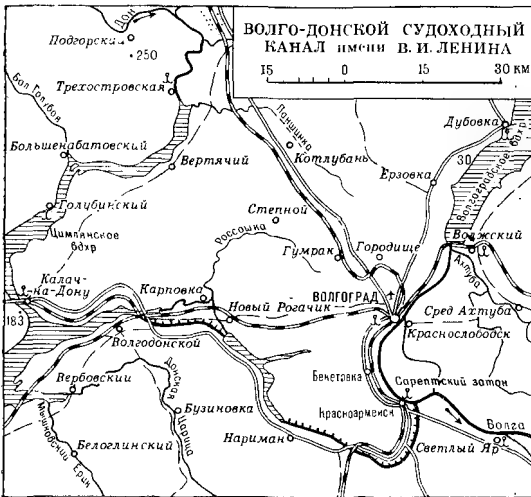 ВОЛГО-ДОНСКОЙ СУДОХОДНЫЙ
КАНАЛ имени В. И. ЛЕНИНА
15 0 15 30 КМ
Дон
Подгорский
250
Трехостровская
Бол Голубая
Паншинка
Дубовка
Большенабатовский
Вертячий
Котлубань
30
Ерзовка
Волгоградское вдхр
Голубинский
Степной
Цимлянское
вдхр
Россошка
Гумрак
Городище
Волжский
Ахтуба
Калач-
-на-Дону
Карповка
Новый Рогачик
ВОЛГОГРАД
Сред Ахтуба
183
Волгодонской
Краснослободск
Вербовский
Донская
Царица
Бекетовка
Сарептский затон
Мышковский Ерик
Бузиновка
Красноармейск
Волга
Белоглинский
Нариман
Светлый Яр